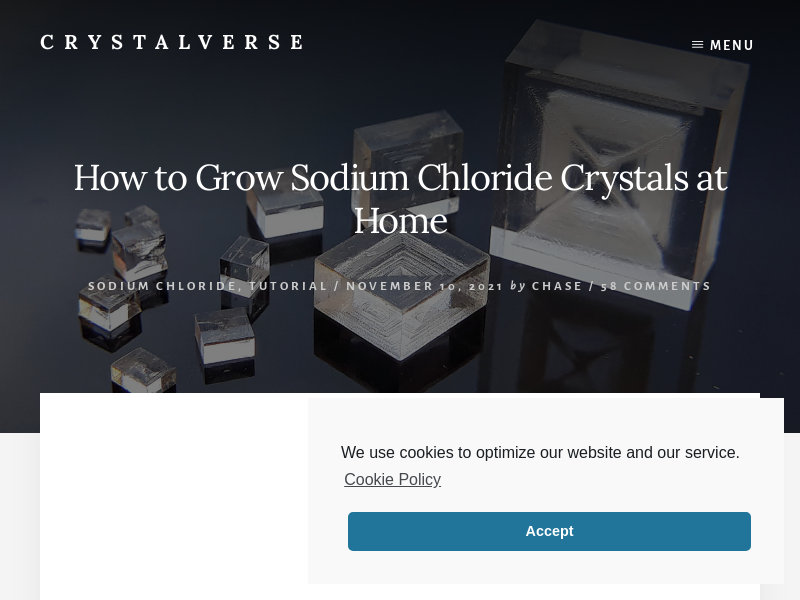 CRYSTALVERSE
MENU
How to Grow Sodium Chloride Crystals at
Home
SODIUM CHLORIDE, TUTORIAL / NOVEMBER 10, 2021 by CHASE / 58 COMMENTS
We use cookies to optimize our website and our service.
Cookie Policy
Accept